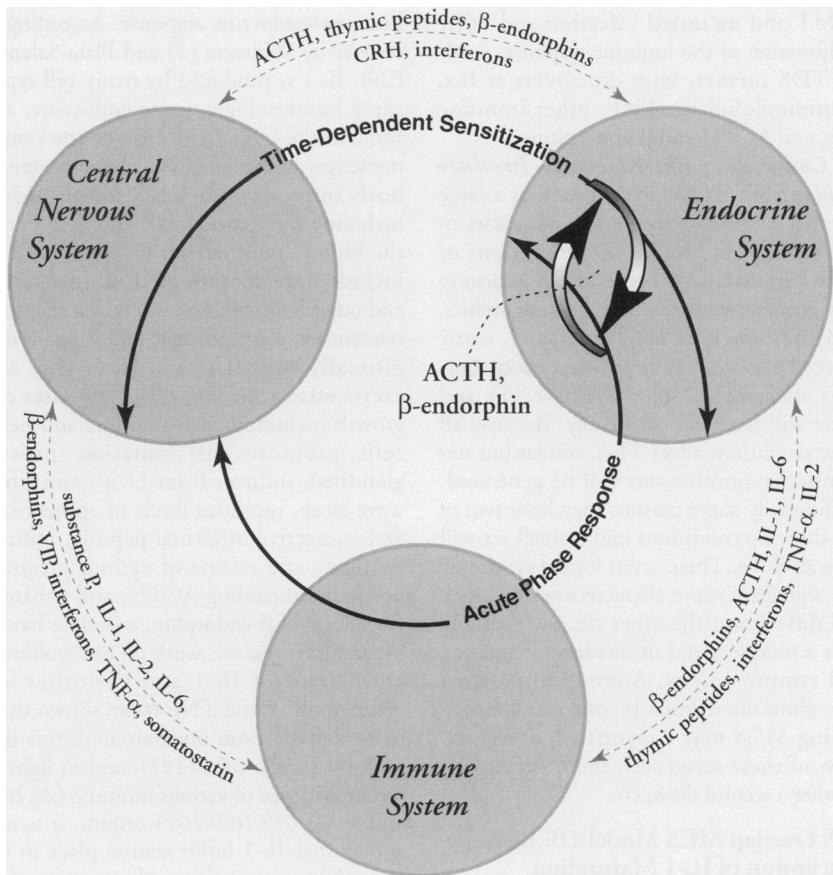 ACTH, thymic peptides, β-endorphins
CRH, interferons
Time-Dependent Sensitization
Central
Nervous
System
Endocrine
System
ACTH,
β-endorphin
Acute Phase Response
substance P, IL-1, IL-2, IL-6,
β-endorphins, VIP, interferons, TNFα, somatostatin
β-endorphins, ACTH, IL-1, IL-6
thymic peptides, interferons, TNF-α, IL-2
Immune
System